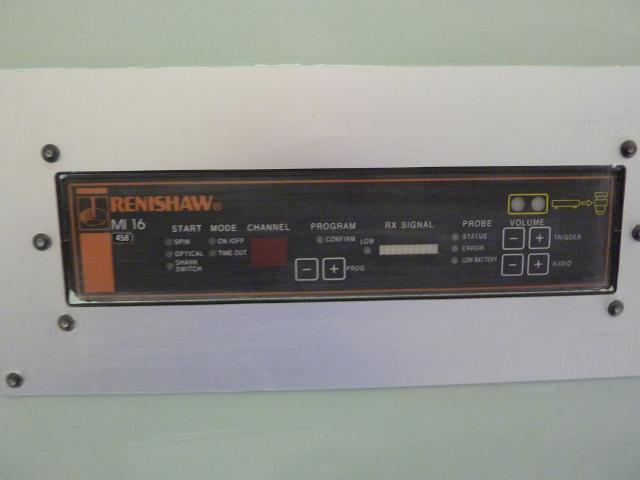 RENISHAW®
MI 16
458
START MODE CHANNEL PROGRAM RX SIGNAL PROBE VOLUME
SPIN ON/OFF CONFIRM LOW STATUS − + TRIGGER
OPTICAL TIME OUT ERROR
SHANK SWITCH − + PROG LOW BATTERY − + AUDIO